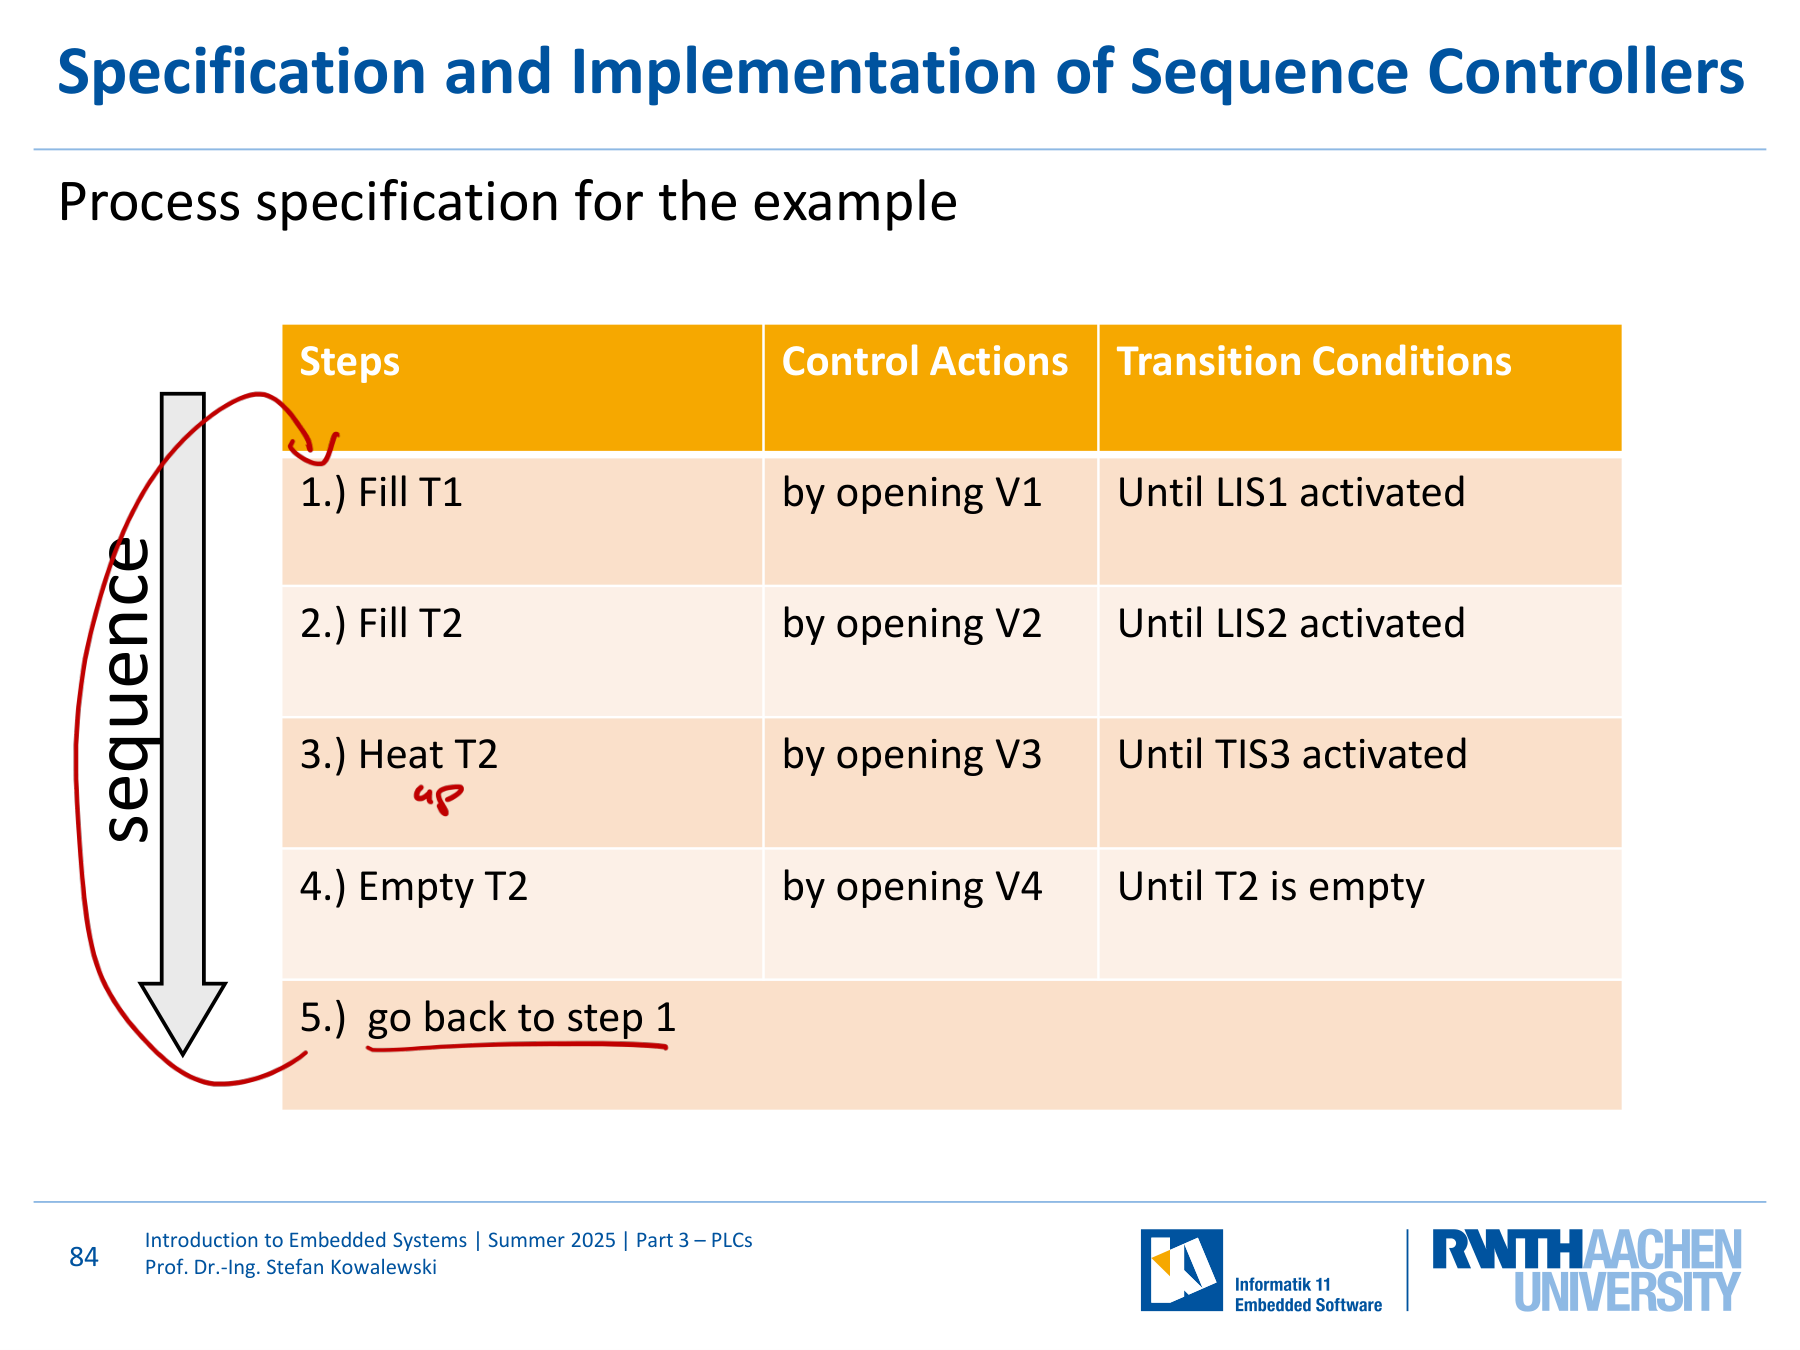 Specification and Implementation of Sequence Controllers
Process specification for the example
sequence
Steps Control Actions Transition Conditions
1.) Fill T1 by opening V1 Until LIS1 activated
2.) Fill T2 by opening V2 Until LIS2 activated
3.) Heat T2 by opening V3 Until TIS3 activated
up
4.) Empty T2 by opening V4 Until T2 is empty
5.) go back to step 1
84
Introduction to Embedded Systems | Summer 2025 | Part 3 – PLCs
Prof. Dr.-Ing. Stefan Kowalewski
Informatik 11
Embedded Software
RWTHAACHEN
UNIVERSITY